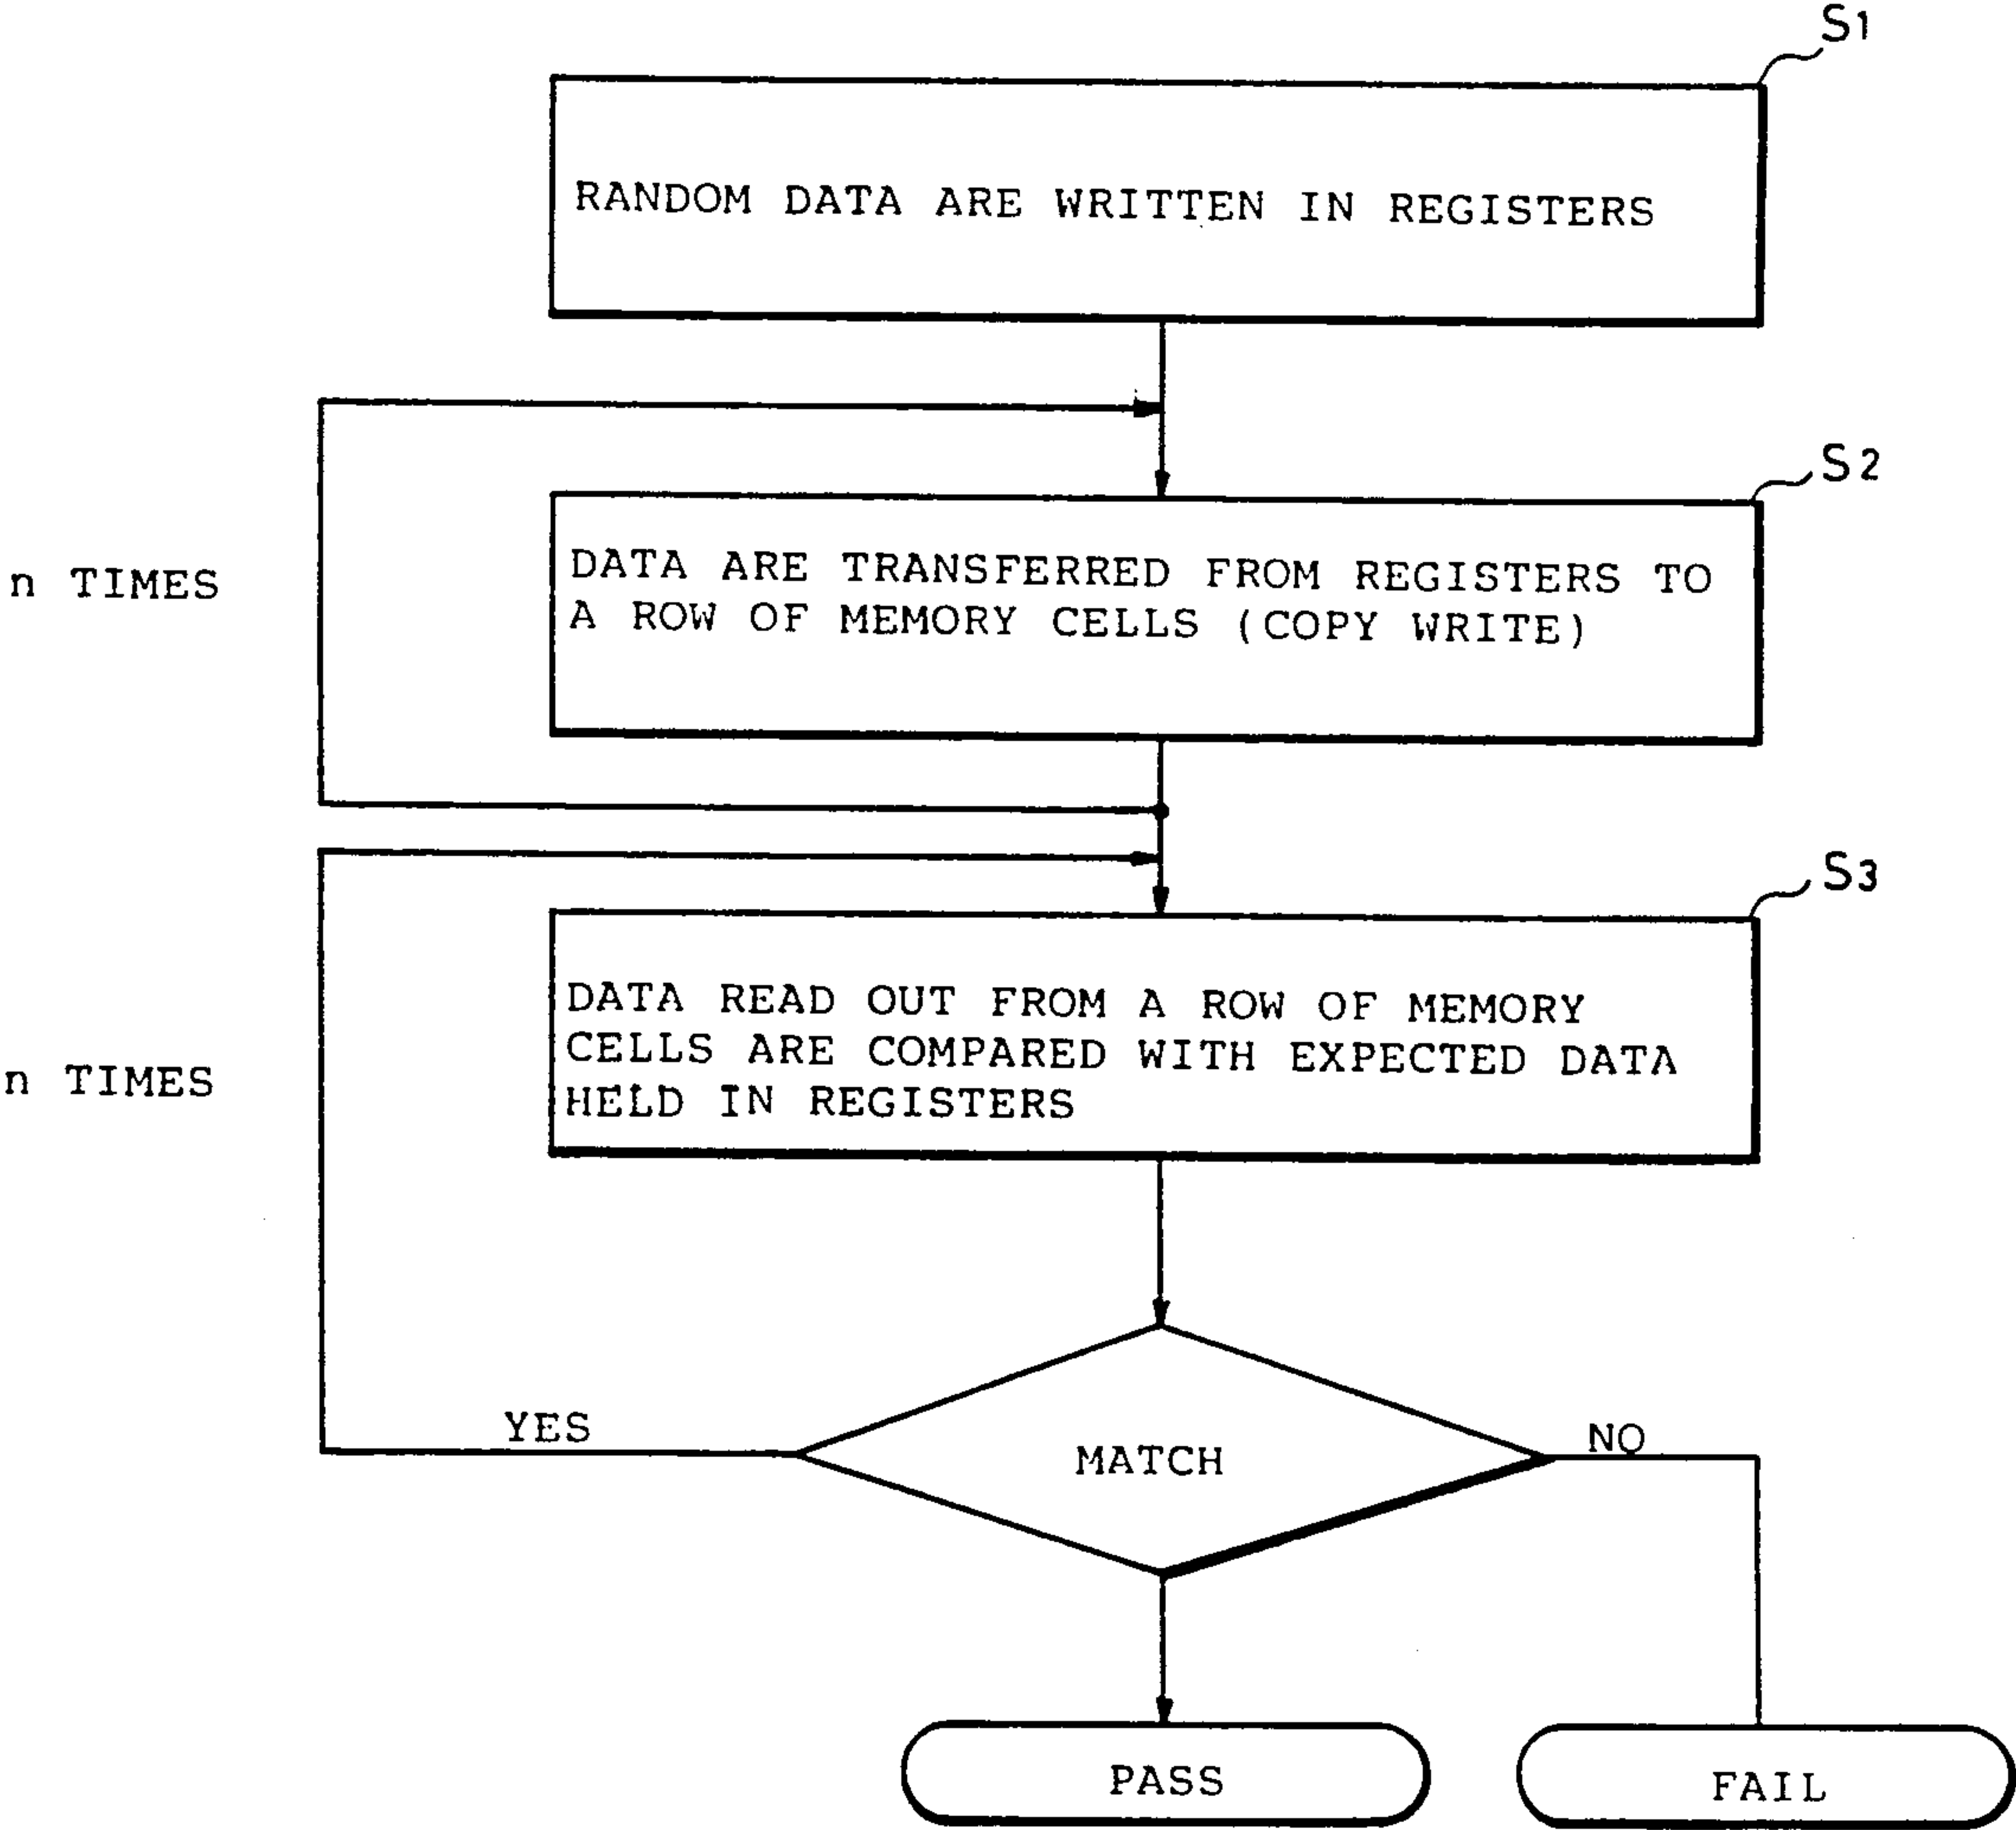 S1
RANDOM DATA ARE WRITTEN IN REGISTERS
S2
n TIMES
DATA ARE TRANSFERRED FROM REGISTERS TO
A ROW OF MEMORY CELLS (COPY WRITE)
S3
n TIMES
DATA READ OUT FROM A ROW OF MEMORY
CELLS ARE COMPARED WITH EXPECTED DATA
HELD IN REGISTERS
YES
MATCH
NO
PASS
FAIL